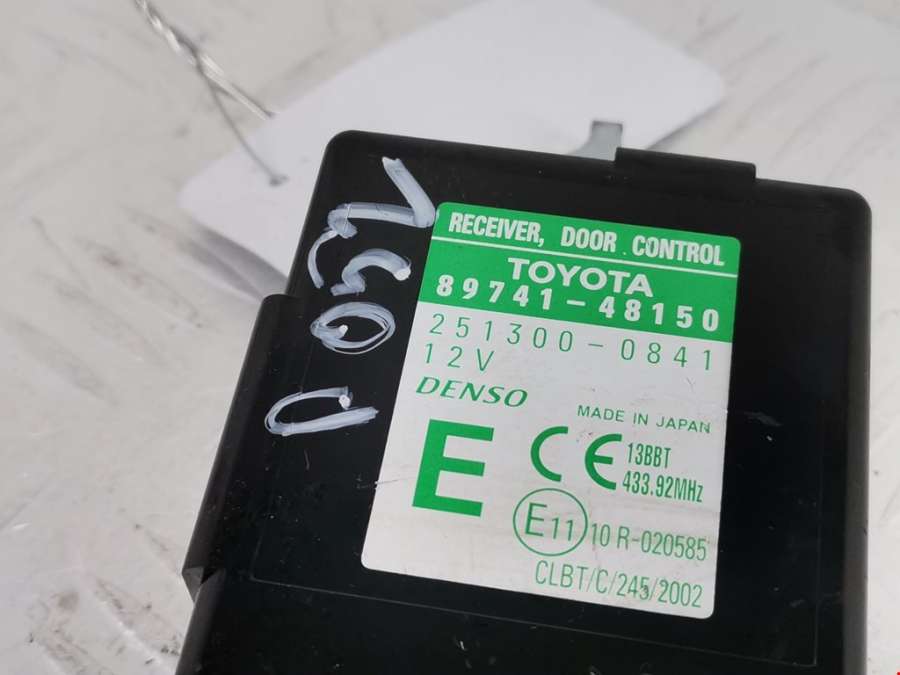 RECEIVER, DOOR CONTROL
TOYOTA
89741-48150
251300-0841
12V
DENSO
MADE IN JAPAN
E
CE
13BBT
433.92MHz
E11 10 R-020585
CLBT/C/245/2002